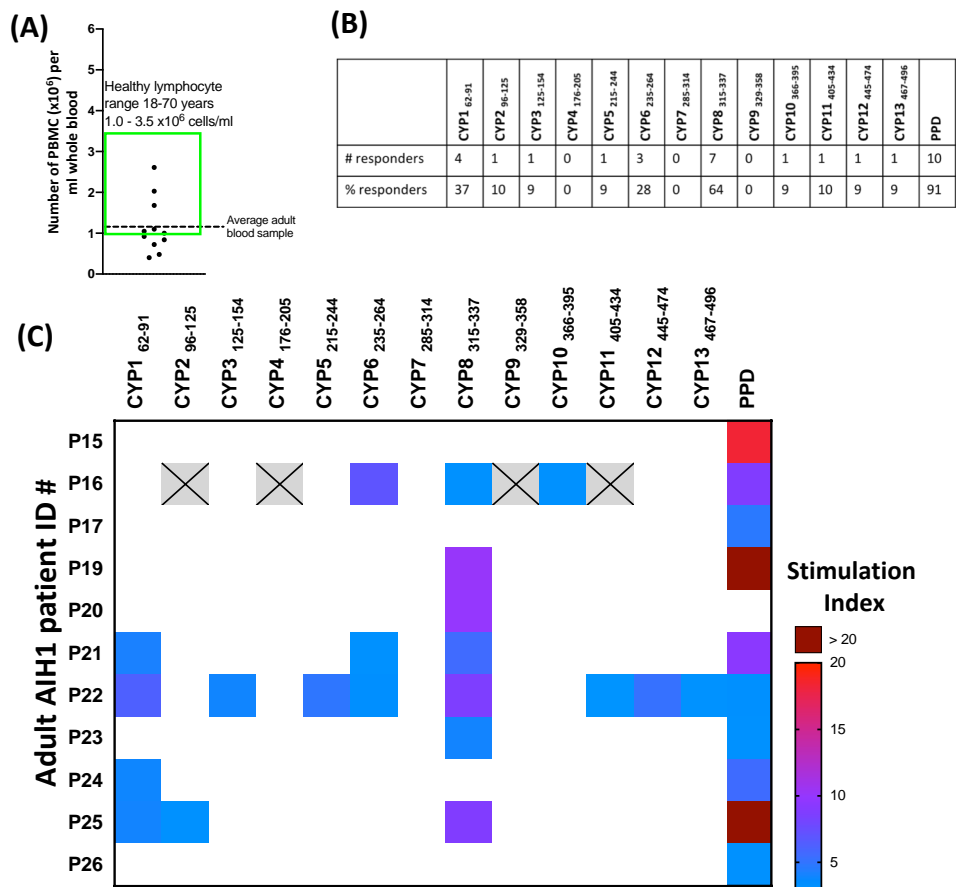 (A)
Number of PBMC (x10⁶) per
ml whole blood
6
5
4
3
2
1
0
Healthy lymphocyte
range 18-70 years
1.0 - 3.5 x10⁶ cells/ml
Average adult
blood sample
(B)
CYP1 62-91 CYP2 96-125 CYP3 125-154 CYP4 176-205 CYP5 215-244 CYP6 235-264 CYP7 285-314 CYP8 315-337 CYP9 329-358 CYP10 366-395 CYP11 405-434 CYP12 445-474 CYP13 467-496 PPD
# responders 4 1 1 0 1 3 0 7 0 1 1 1 1 10
% responders 37 10 9 0 9 28 0 64 0 9 10 9 9 91
(C)
CYP1 62-91 CYP2 96-125 CYP3 125-154 CYP4 176-205 CYP5 215-244 CYP6 235-264 CYP7 285-314 CYP8 315-337 CYP9 329-358 CYP10 366-395 CYP11 405-434 CYP12 445-474 CYP13 467-496 PPD
Adult AIH1 patient ID #
P15
P16
P17
P19
P20
P21
P22
P23
P24
P25
P26
Stimulation
Index
> 20
20
15
10
5